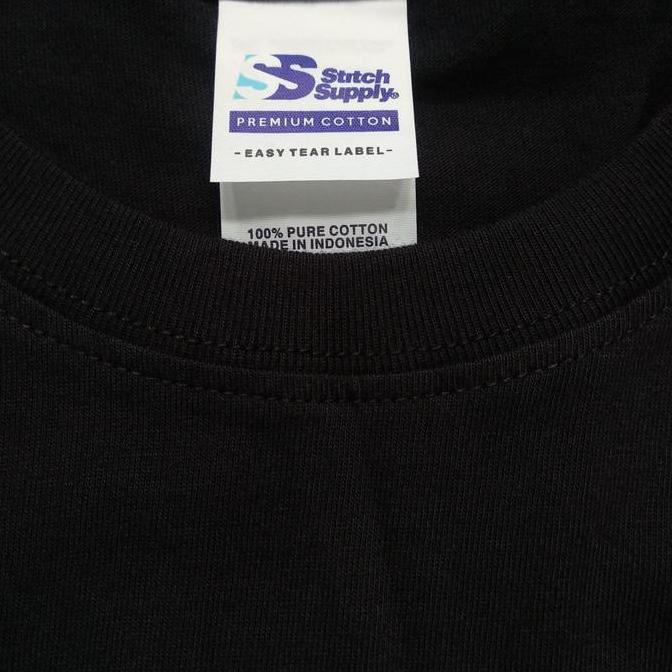 SS Stitch
Supply®
PREMIUM COTTON
-EASY TEAR LABEL-
100% PURE COTTON
MADE IN INDONESIA